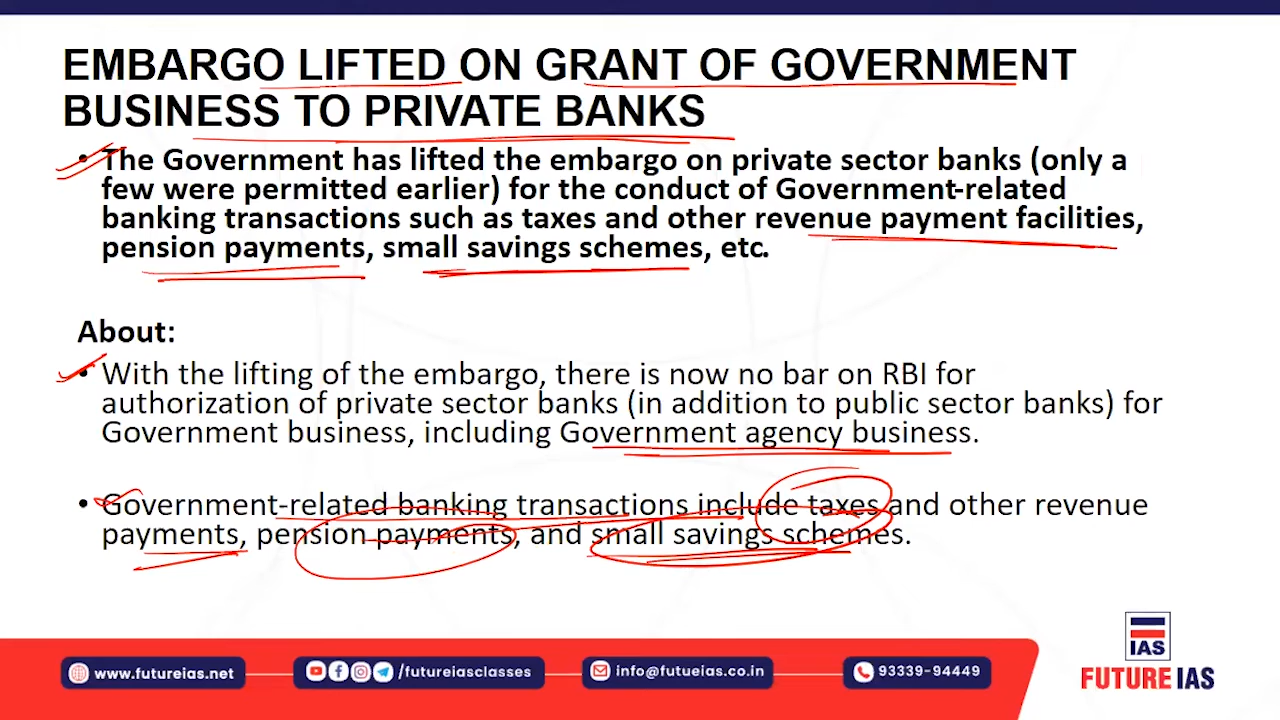 EMBARGO LIFTED ON GRANT OF GOVERNMENT
BUSINESS TO PRIVATE BANKS
• The Government has lifted the embargo on private sector banks (only a
few were permitted earlier) for the conduct of Government-related
banking transactions such as taxes and other revenue payment facilities,
pension payments, small savings schemes, etc.
About:
• With the lifting of the embargo, there is now no bar on RBI for
authorization of private sector banks (in addition to public sector banks) for
Government business, including Government agency business.
• Government-related banking transactions include taxes and other revenue
payments, pension payments, and small savings schemes.
www.futureias.net
/futureiasclasses
info@futueias.co.in
93339-94449
IAS
FUTURE IAS